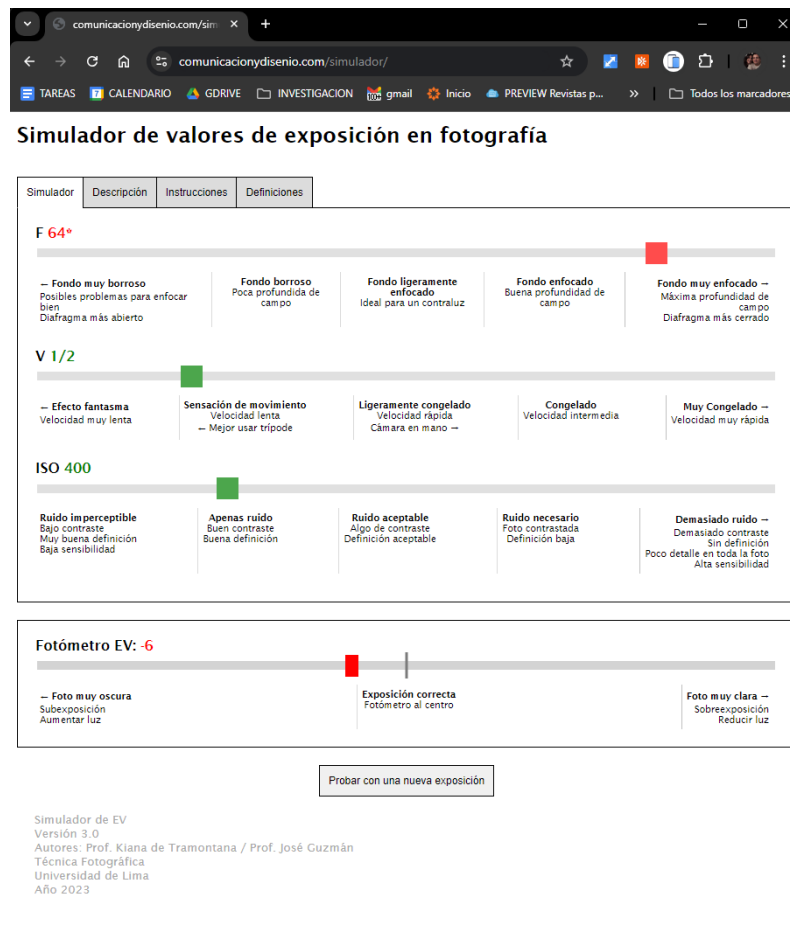 comunicacionydisenio.com/sim
comunicacionydisenio.com/simulador/
TAREAS
7 CALENDARIO
GDRIVE
INVESTIGACION
gmail
Inicio
PREVIEW Revistas p...
»
Todos los marcadores
Simulador de valores de exposición en fotografía
Simulador
Descripción
Instrucciones
Definiciones
F 64*
← Fondo muy borroso
Posibles problemas para enfocar
bien
Diafragma más abierto
Fondo borroso
Poca profundida de
campo
Fondo ligeramente
enfocado
Ideal para un contraluz
Fondo enfocado
Buena profundidad de
campo
Fondo muy enfocado →
Máxima profundidad de
campo
Diafragma más cerrado
V 1/2
← Efecto fantasma
Velocidad muy lenta
Sensación de movimiento
Velocidad lenta
← Mejor usar trípode
Ligeramente congelado
Velocidad rápida
Cámara en mano →
Congelado
Velocidad intermedia
Muy Congelado →
Velocidad muy rápida
ISO 400
Ruido imperceptible
Bajo contraste
Muy buena definición
Baja sensibilidad
Apenas ruido
Buen contraste
Buena definición
Ruido aceptable
Algo de contraste
Definición aceptable
Ruido necesario
Foto contrastada
Definición baja
Demasiado ruido →
Demasiado contraste
Sin definición
Poco detalle en toda la foto
Alta sensibilidad
Fotómetro EV: -6
← Foto muy oscura
Subexposición
Aumentar luz
Exposición correcta
Fotómetro al centro
Foto muy clara →
Sobreexposición
Reducir luz
Probar con una nueva exposición
Simulador de EV
Versión 3.0
Autores: Prof. Kiana de Tramontana / Prof. José Guzmán
Técnica Fotográfica
Universidad de Lima
Año 2023